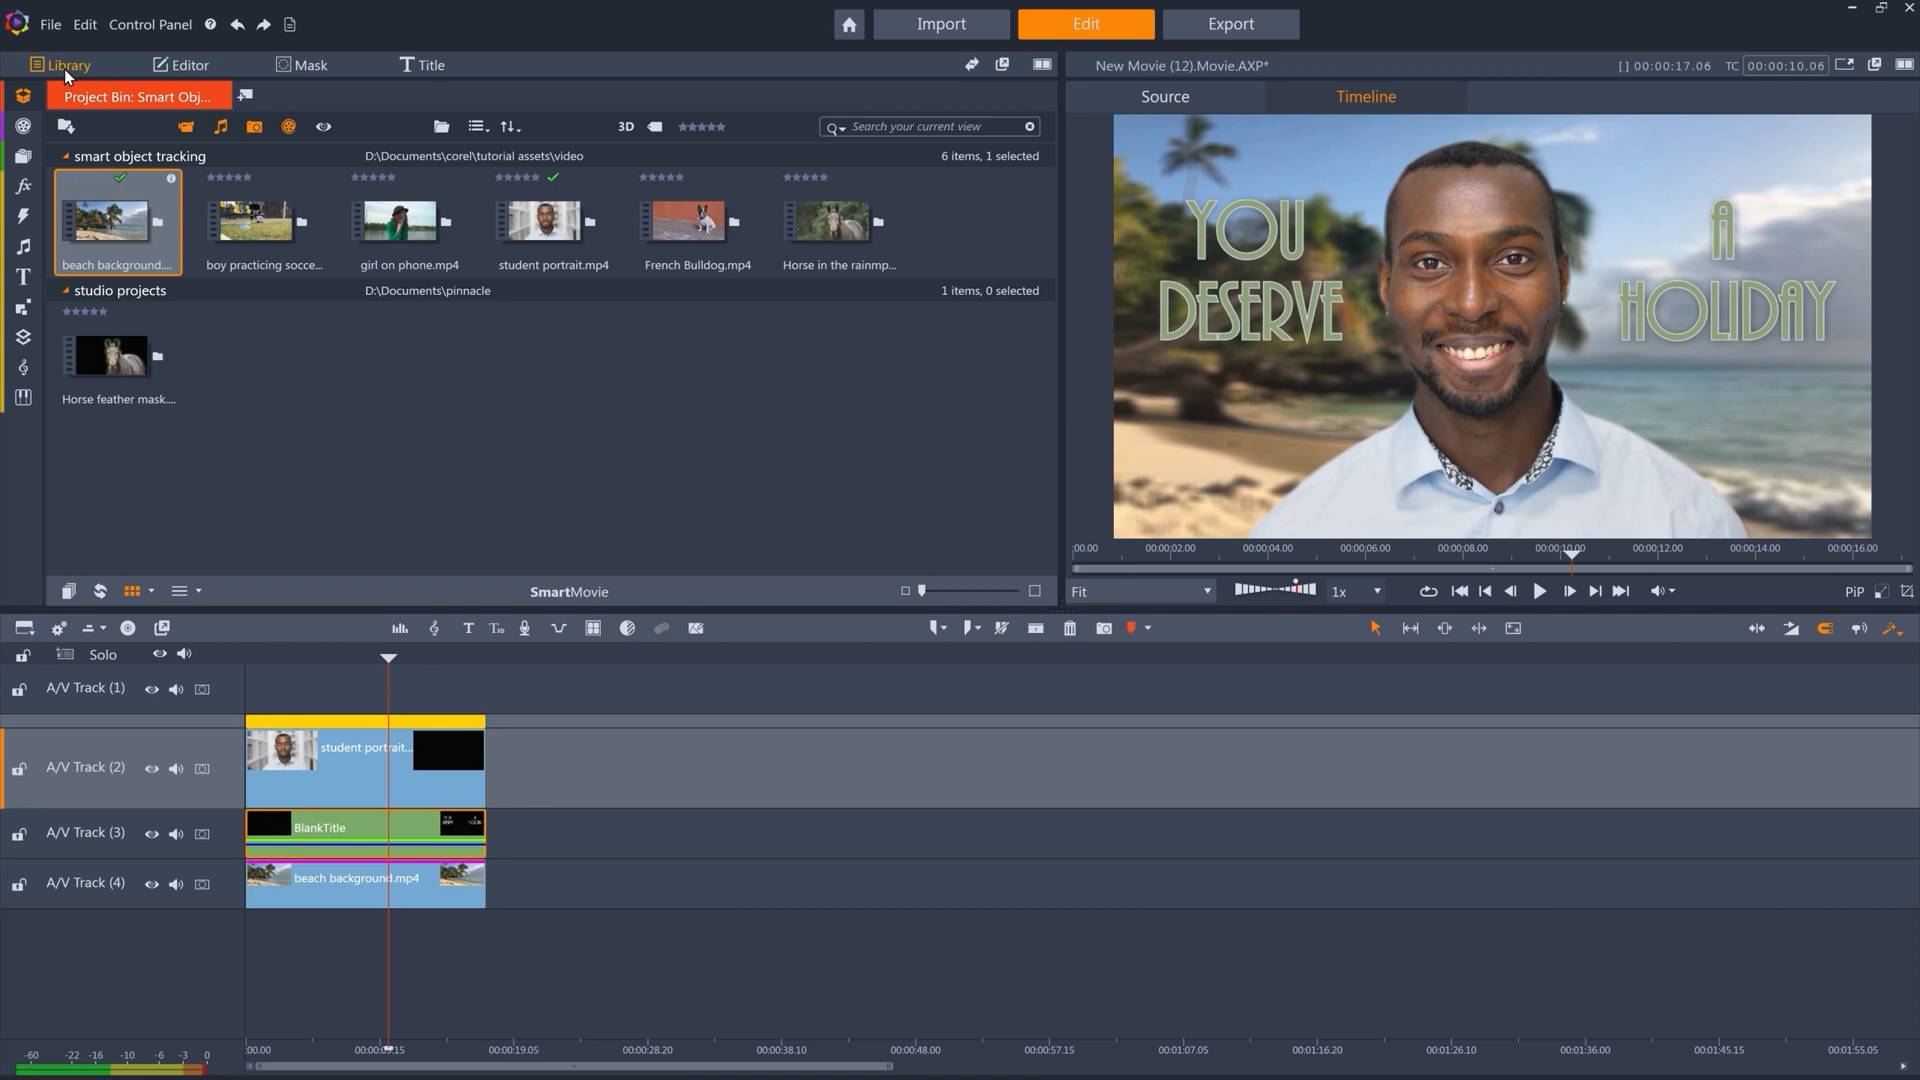 File Edit Control Panel
Import Edit Export
Library Editor Mask Title
New Movie (12).Movie.AXP*
[ ] 00:00:17.06 TC 00:00:10.06
Project Bin: Smart Obj...
Source Timeline
3D
Search your current view
smart object tracking D:\Documents\corel\tutorial assets\video 6 items, 1 selected
beach background.... boy practicing socce... girl on phone.mp4 student portrait.mp4 French Bulldog.mp4 Horse in the rainmp...
studio projects D:\Documents\pinnacle 1 items, 0 selected
Horse feather mask....
YOU
DESERVE
A
HOLIDAY
:00.00 00:00:02.00 00:00:04.00 00:00:06.00 00:00:08.00 00:00:10.00 00:00:12.00 00:00:14.00 00:00:16.00
SmartMovie
Fit 1x PiP
Solo
A/V Track (1)
A/V Track (2) student portrait...
A/V Track (3) BlankTitle
A/V Track (4) beach background.mp4
:00.00 00:00:09.15 00:00:19.05 00:00:28.20 00:00:38.10 00:00:48.00 00:00:57.15 00:01:07.05 00:01:16.20 00:01:26.10 00:01:36.00 00:01:45.15 00:01:55.05
-60 -22 -16 -10 -6 -3 0